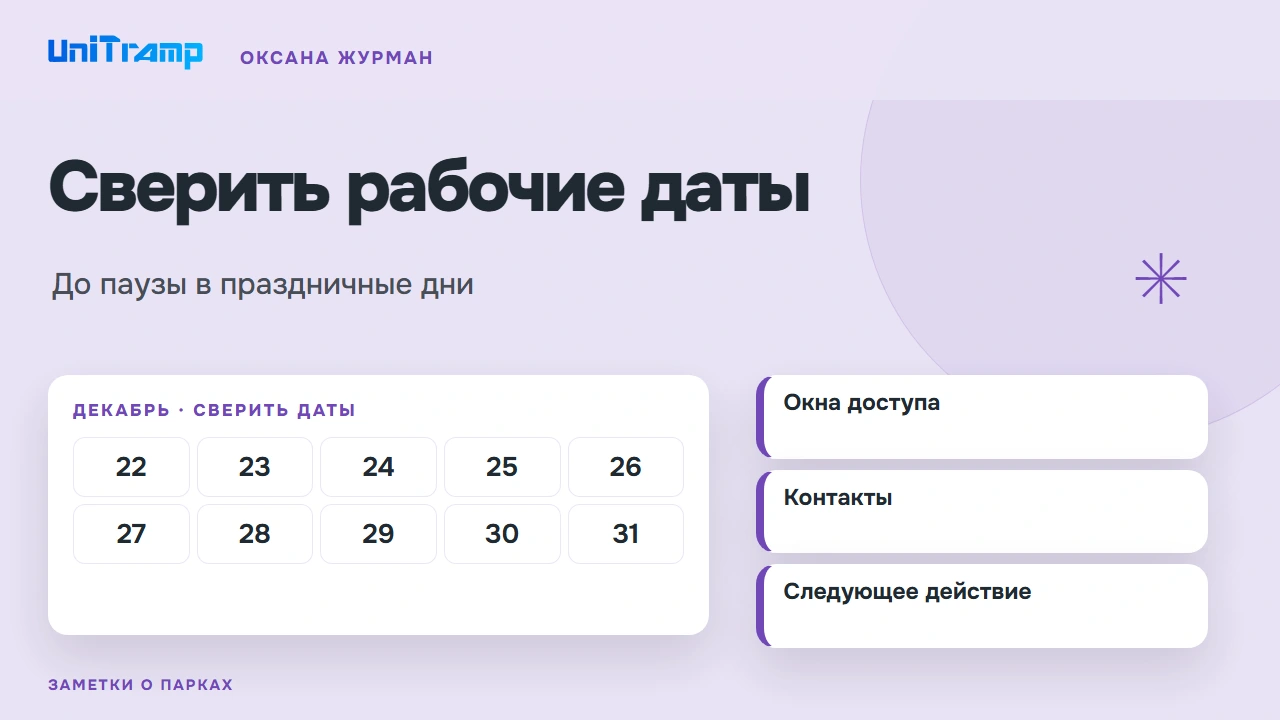 UniTramp
ОКСАНА ЖУРМАН
Сверить рабочие даты
До паузы в праздничные дни
ДЕКАБРЬ · СВЕРИТЬ ДАТЫ
22 23 24 25 26
27 28 29 30 31
Окна доступа
Контакты
Следующее действие
ЗАМЕТКИ О ПАРКАХ